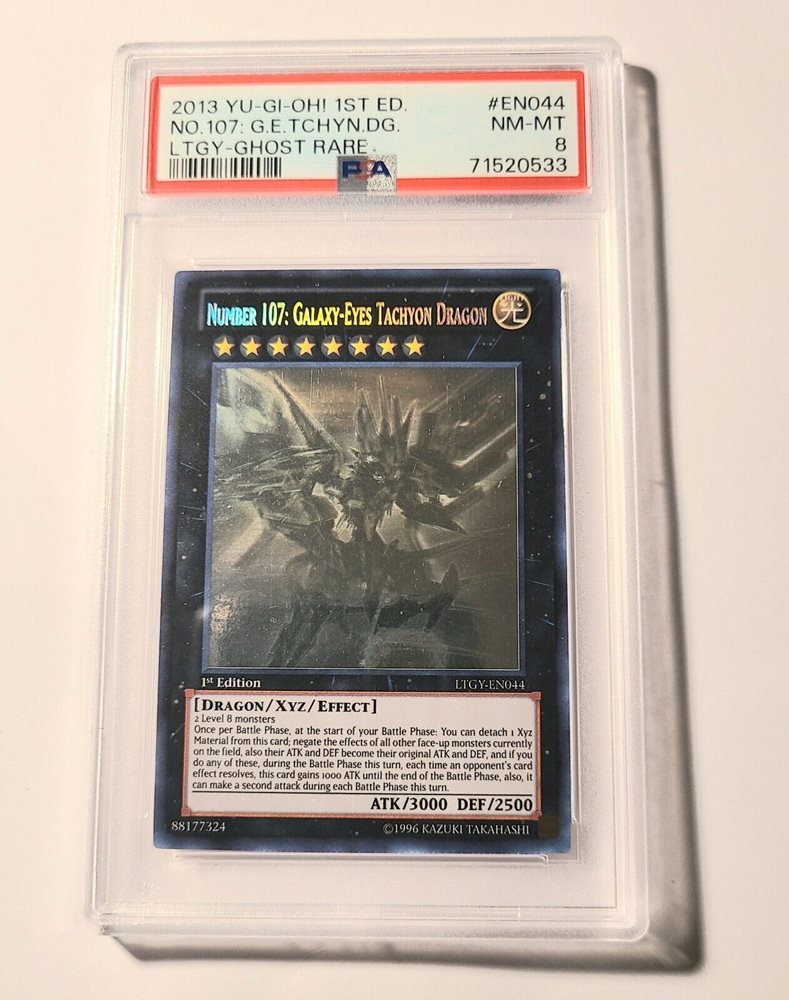 2013 YU-GI-OH! 1ST ED. #EN044
NO.107: G.E.TCHYN.DG. NM-MT
LTGY-GHOST RARE 8
PSA 71520533
NUMBER 107: GALAXY-EYES TACHYON DRAGON
LIGHT
光
1st Edition LTGY-EN044
[DRAGON/XYZ/EFFECT]
2 Level 8 monsters
Once per Battle Phase, at the start of your Battle Phase: You can detach 1 Xyz
Material from this card; negate the effects of all other face-up monsters currently
on the field, also their ATK and DEF become their original ATK and DEF, and if you
do any of these, during the Battle Phase this turn, each time an opponent's card
effect resolves, this card gains 1000 ATK until the end of the Battle Phase, also, it
can make a second attack during each Battle Phase this turn.
ATK/3000 DEF/2500
88177324 ©1996 KAZUKI TAKAHASHI